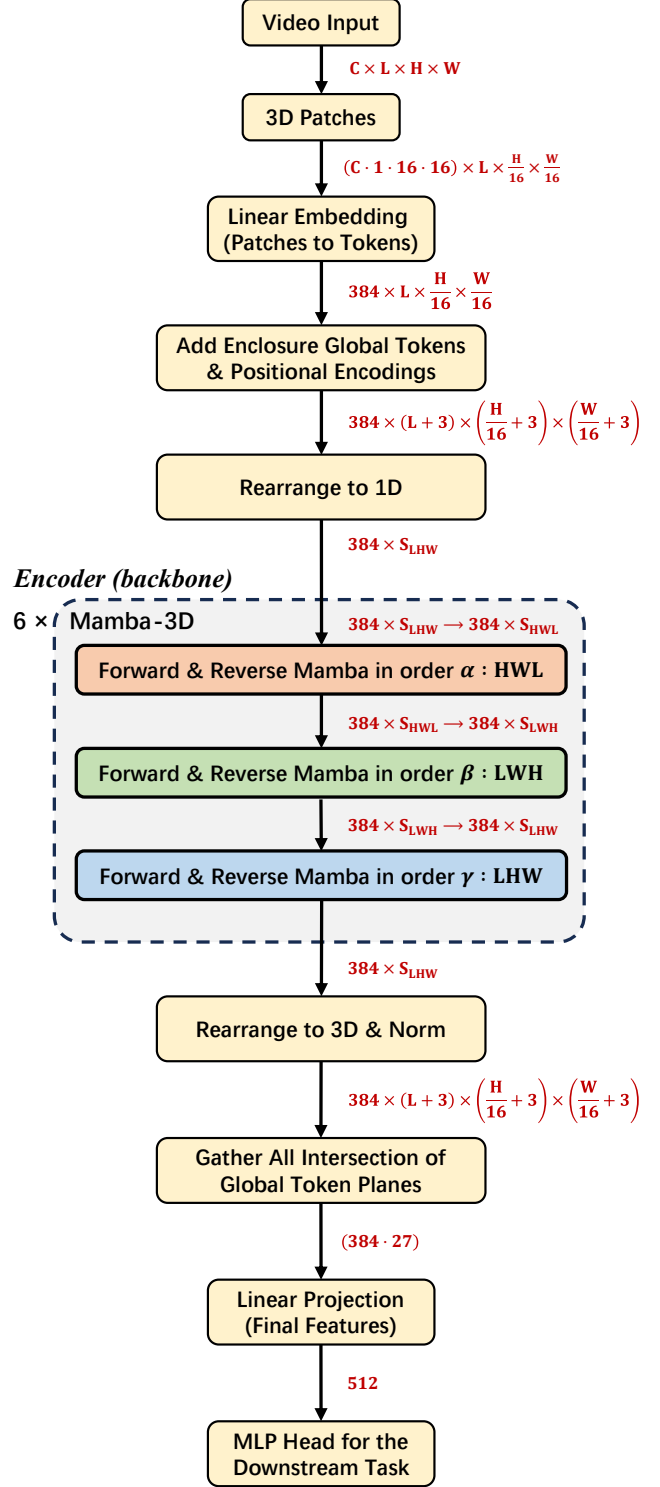 Video Input
C × L × H × W
3D Patches
(C · 1 · 16 · 16) × L × H/16 × W/16
Linear Embedding
(Patches to Tokens)
384 × L × H/16 × W/16
Add Enclosure Global Tokens
& Positional Encodings
384 × (L + 3) × (H/16 + 3) × (W/16 + 3)
Rearrange to 1D
384 × S_LHW
Encoder (backbone)
6 × Mamba-3D
384 × S_LHW → 384 × S_HWL
Forward & Reverse Mamba in order α : HWL
384 × S_HWL → 384 × S_LWH
Forward & Reverse Mamba in order β : LWH
384 × S_LWH → 384 × S_LHW
Forward & Reverse Mamba in order γ : LHW
384 × S_LHW
Rearrange to 3D & Norm
384 × (L + 3) × (H/16 + 3) × (W/16 + 3)
Gather All Intersection of
Global Token Planes
(384 · 27)
Linear Projection
(Final Features)
512
MLP Head for the
Downstream Task